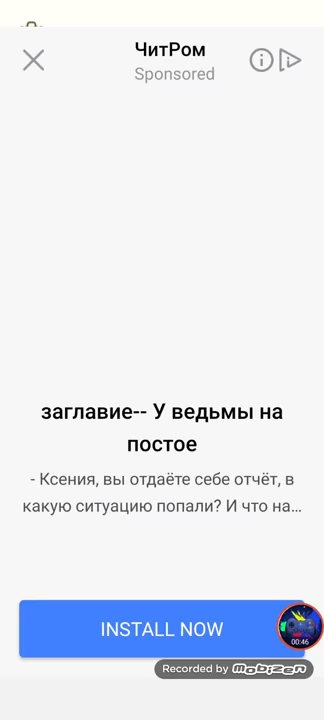 ЧитРом
Sponsored
заглавие-- У ведьмы на
постое
- Ксения, вы отдаёте себе отчёт, в
какую ситуацию попали? И что на...
INSTALL NOW
00:46
Recorded by mobizen